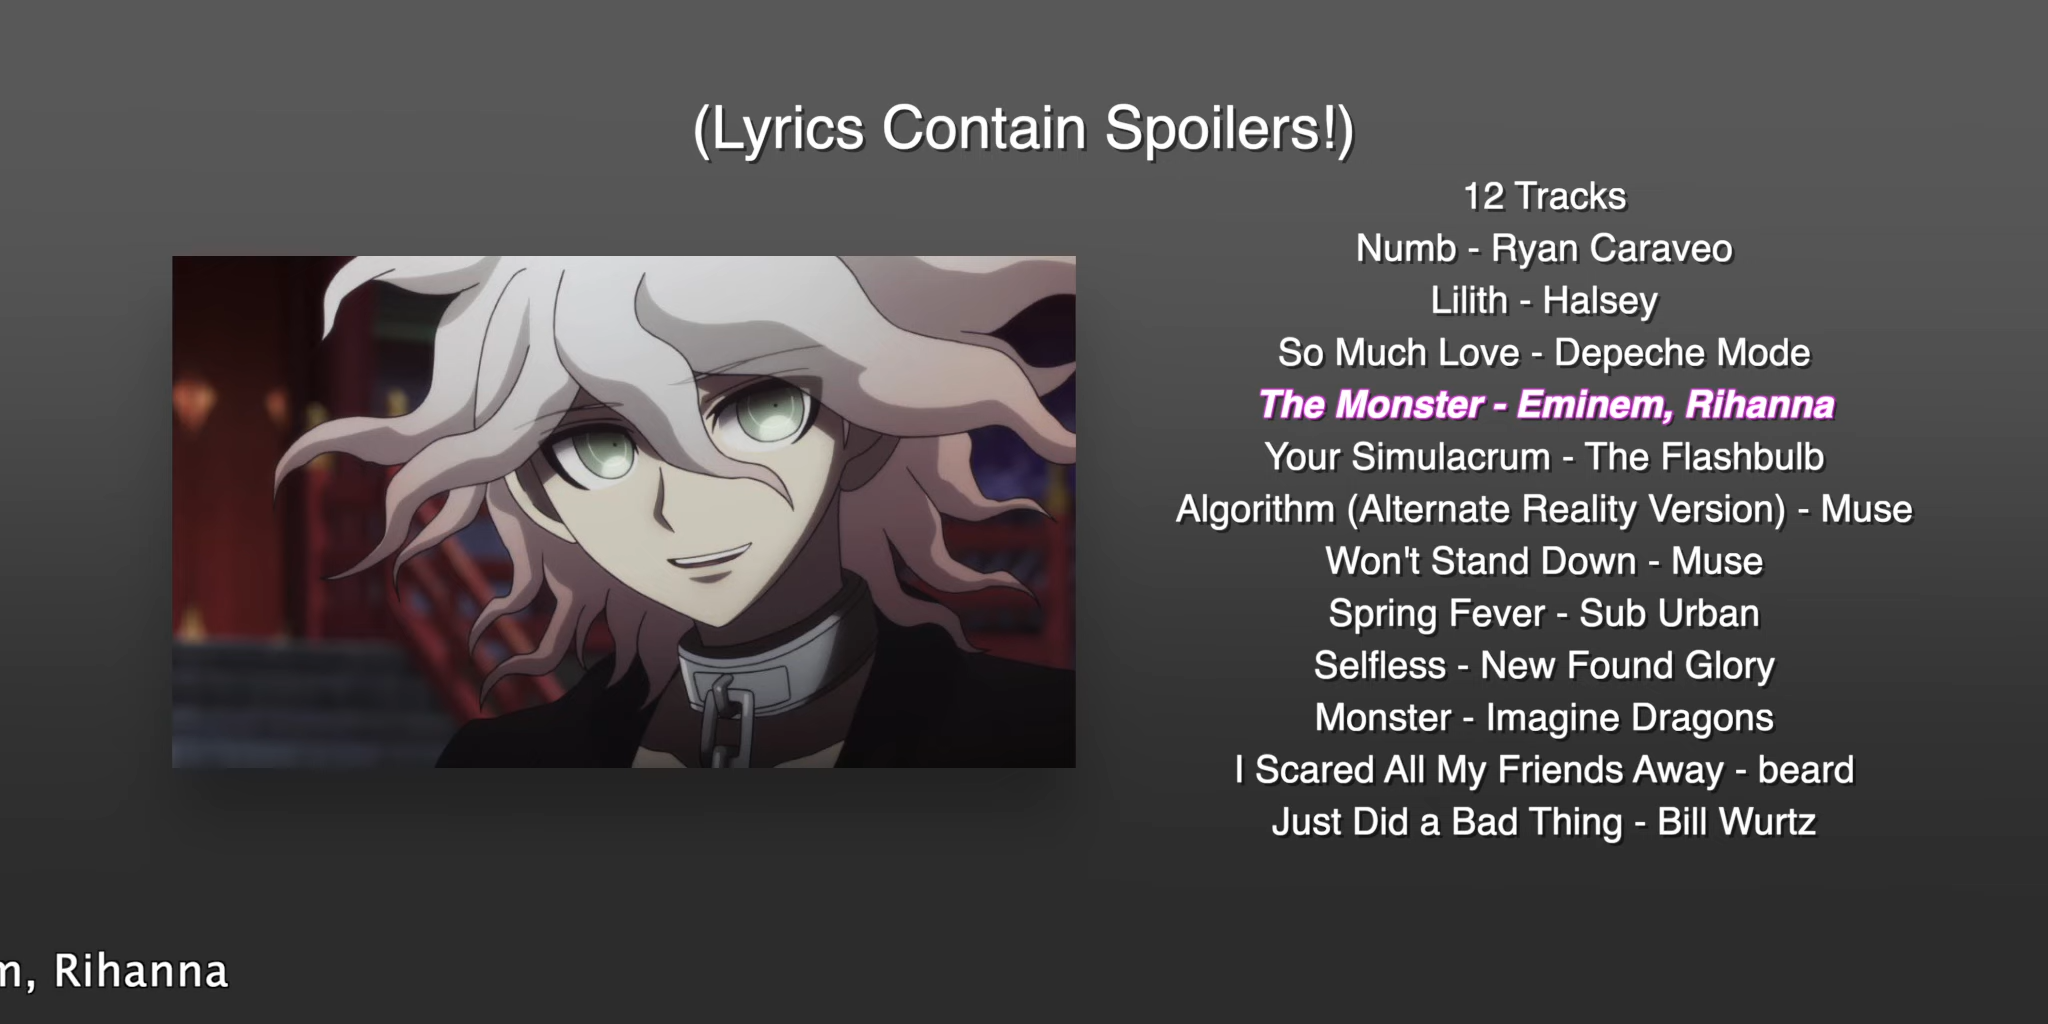 (Lyrics Contain Spoilers!)
12 Tracks
Numb - Ryan Caraveo
Lilith - Halsey
So Much Love - Depeche Mode
The Monster - Eminem, Rihanna
Your Simulacrum - The Flashbulb
Algorithm (Alternate Reality Version) - Muse
Won't Stand Down - Muse
Spring Fever - Sub Urban
Selfless - New Found Glory
Monster - Imagine Dragons
I Scared All My Friends Away - beard
Just Did a Bad Thing - Bill Wurtz
m, Rihanna